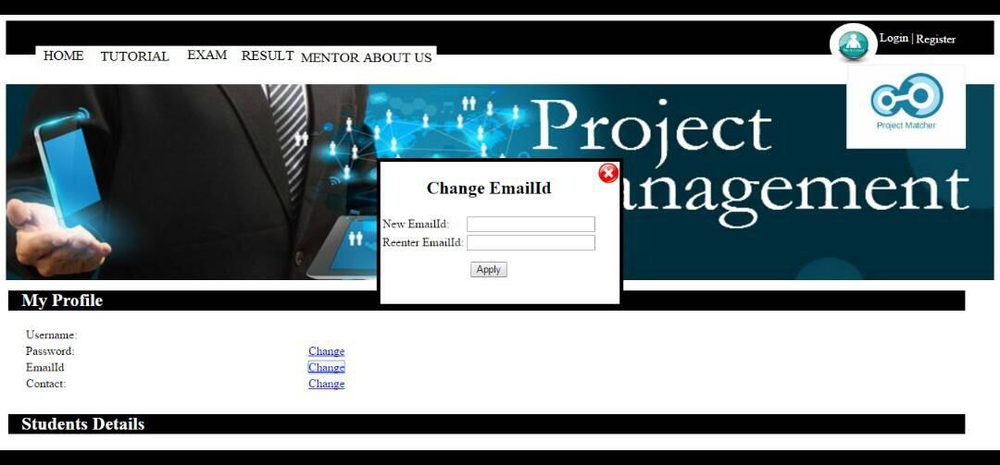 Login | Register
HOME TUTORIAL EXAM RESULT MENTOR ABOUT US
Project Matcher
Project
anagement
Change EmailId
New EmailId:
Reenter EmailId:
Apply
My Profile
Username:
Password: Change
EmailId Change
Contact: Change
Students Details